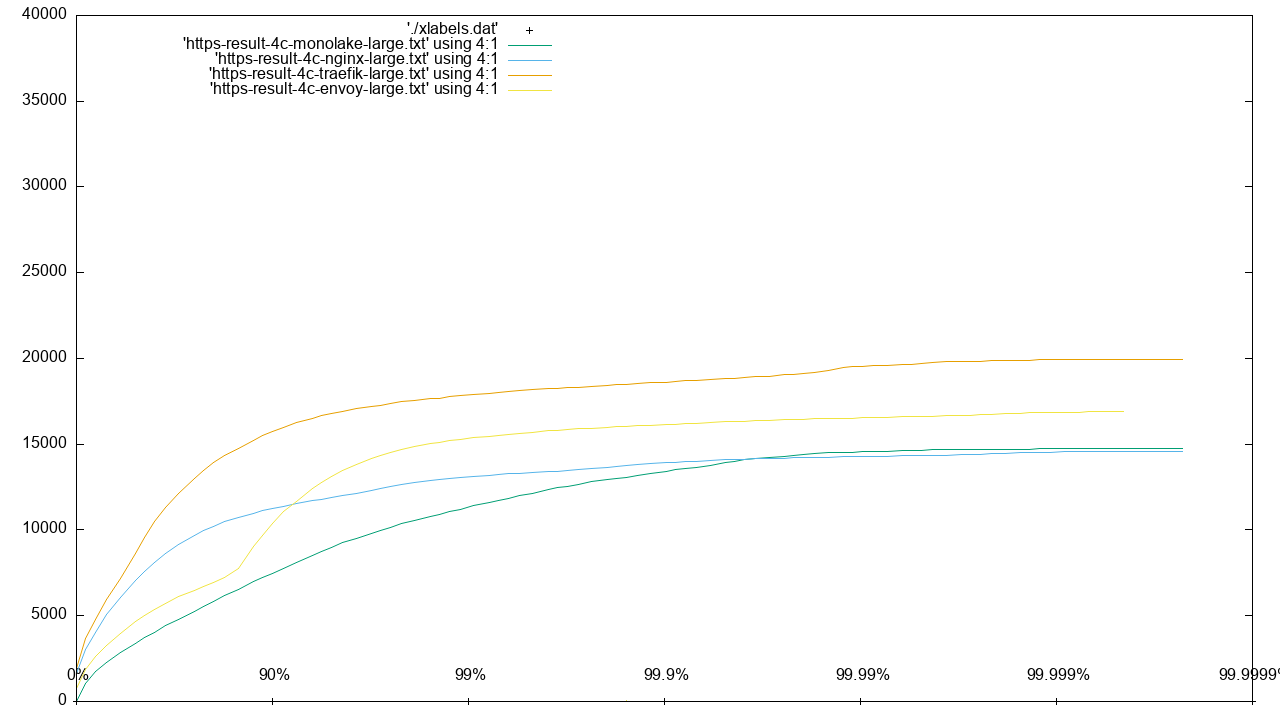 40000
35000
30000
25000
20000
15000
10000
5000
0
'./xlabels.dat'
'https-result-4c-monolake-large.txt' using 4:1
'https-result-4c-nginx-large.txt' using 4:1
'https-result-4c-traefik-large.txt' using 4:1
'https-result-4c-envoy-large.txt' using 4:1
0% 90% 99% 99.9% 99.99% 99.999% 99.9999%